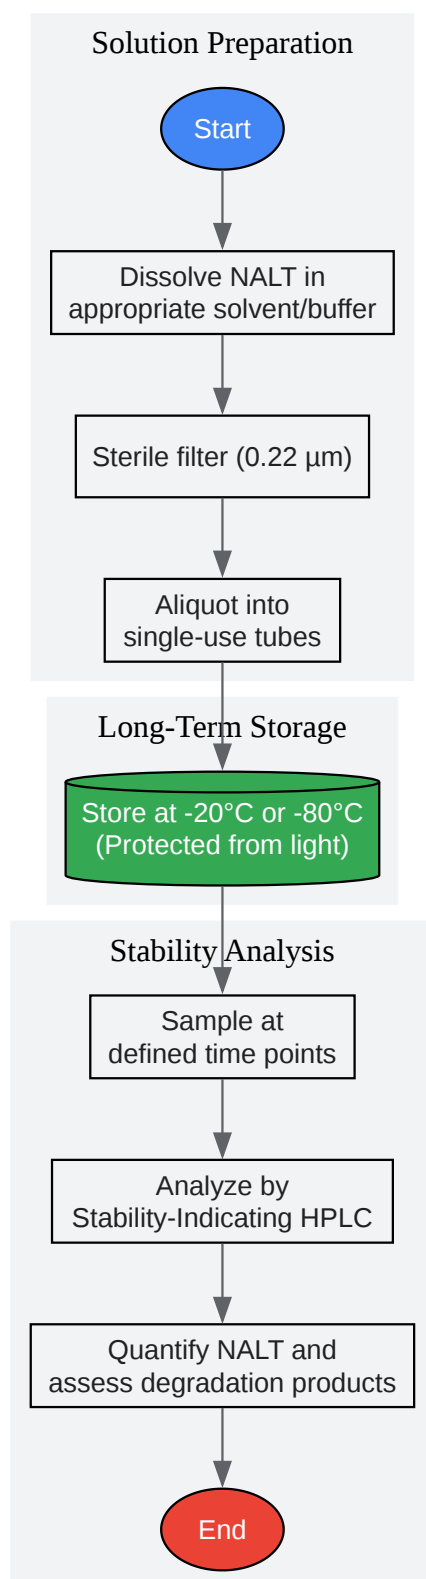 Solution Preparation
Start
Dissolve NALT in
appropriate solvent/buffer
Sterile filter (0.22 µm)
Aliquot into
single-use tubes
Long-Term Storage
Store at -20°C or -80°C
(Protected from light)
Stability Analysis
Sample at
defined time points
Analyze by
Stability-Indicating HPLC
Quantify NALT and
assess degradation products
End